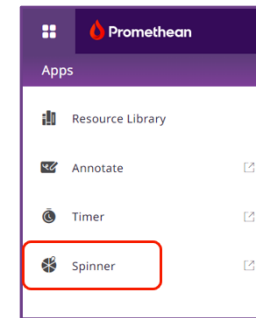 Promethean
Apps
Resource Library
Annotate
Timer
Spinner